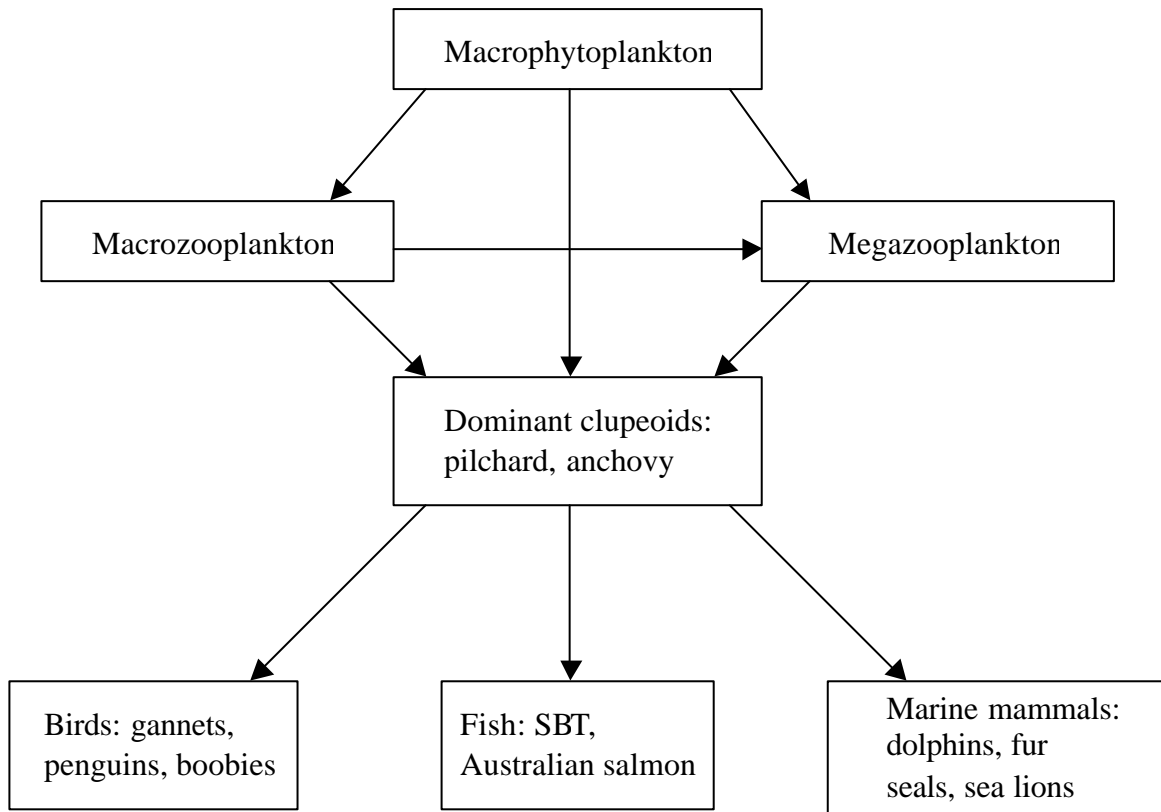 Macrophytoplankton
Macrozooplankton
Megazooplankton
Dominant clupeoids:
pilchard, anchovy
Birds: gannets,
penguins, boobies
Fish: SBT,
Australian salmon
Marine mammals:
dolphins, fur
seals, sea lions